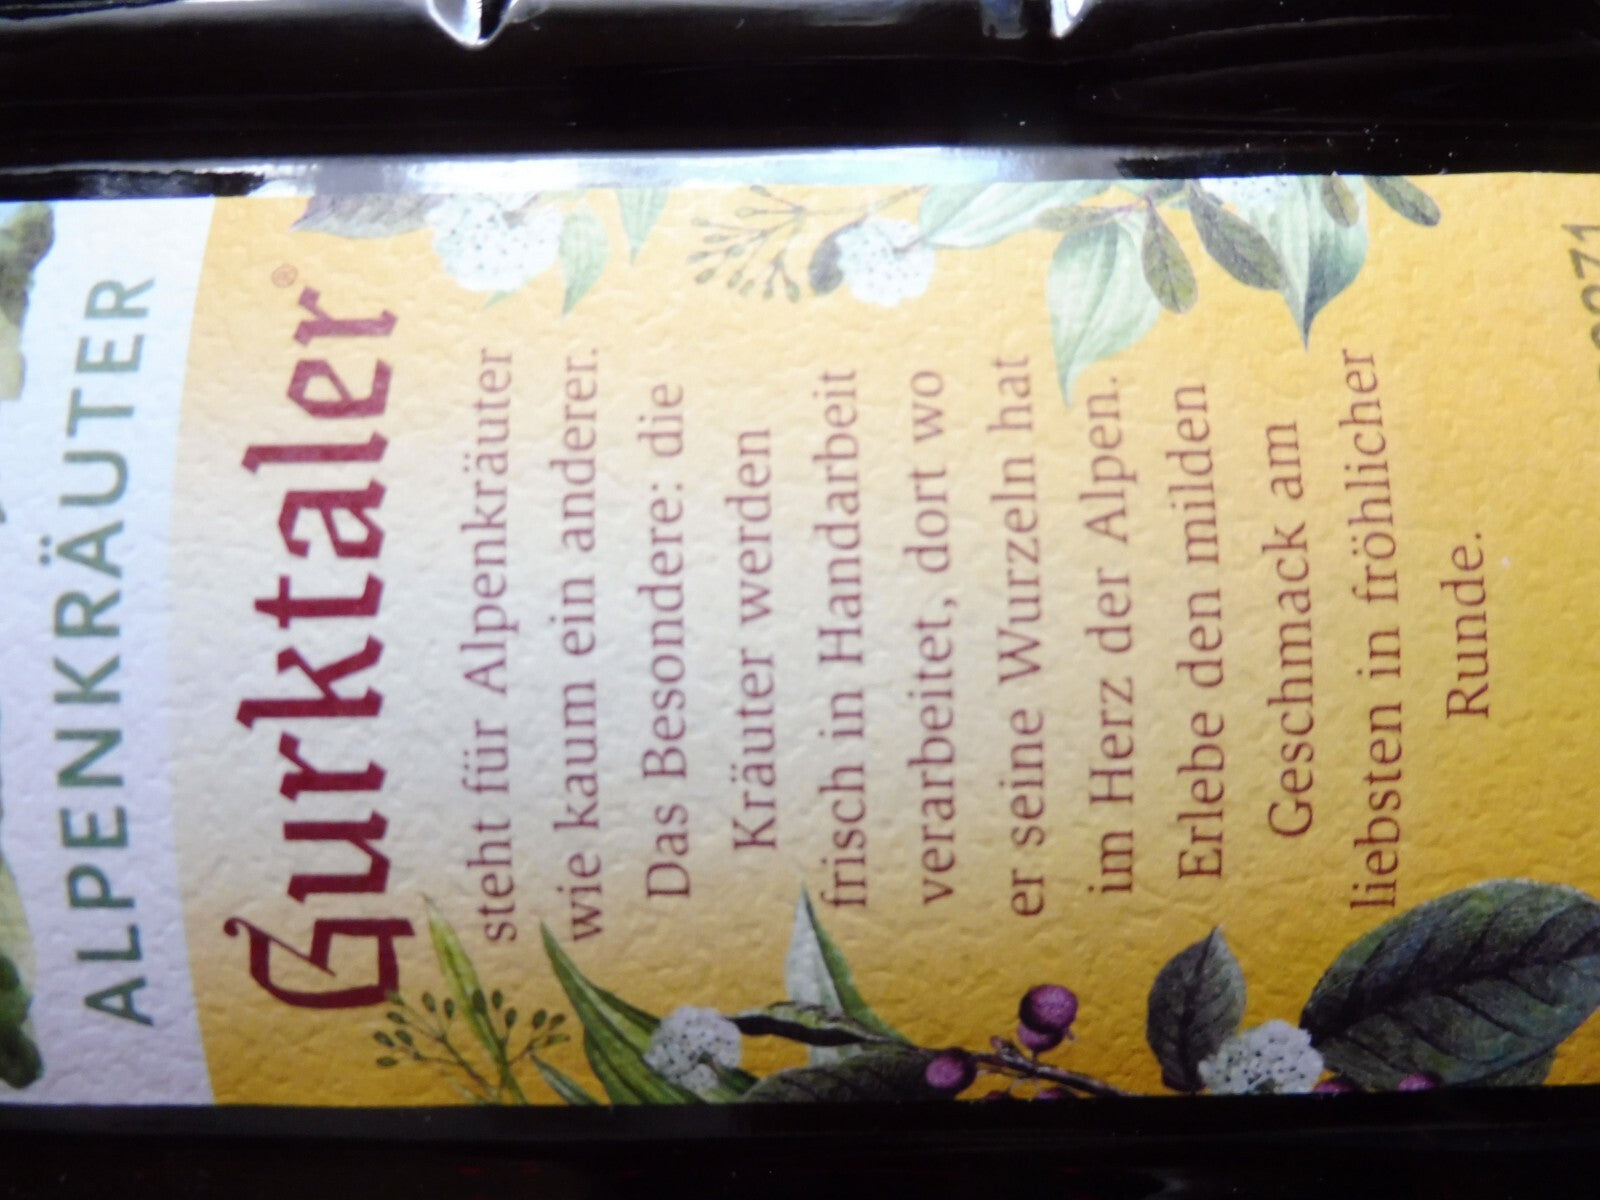 ALPENKRÄUTER
Gurktaler®
steht für Alpenkräuter
wie kaum ein anderer.
Das Besondere: die
Kräuter werden
frisch in Handarbeit
verarbeitet, dort wo
er seine Wurzeln hat
im Herz der Alpen.
Erlebe den milden
Geschmack am
liebsten in fröhlicher
Runde.